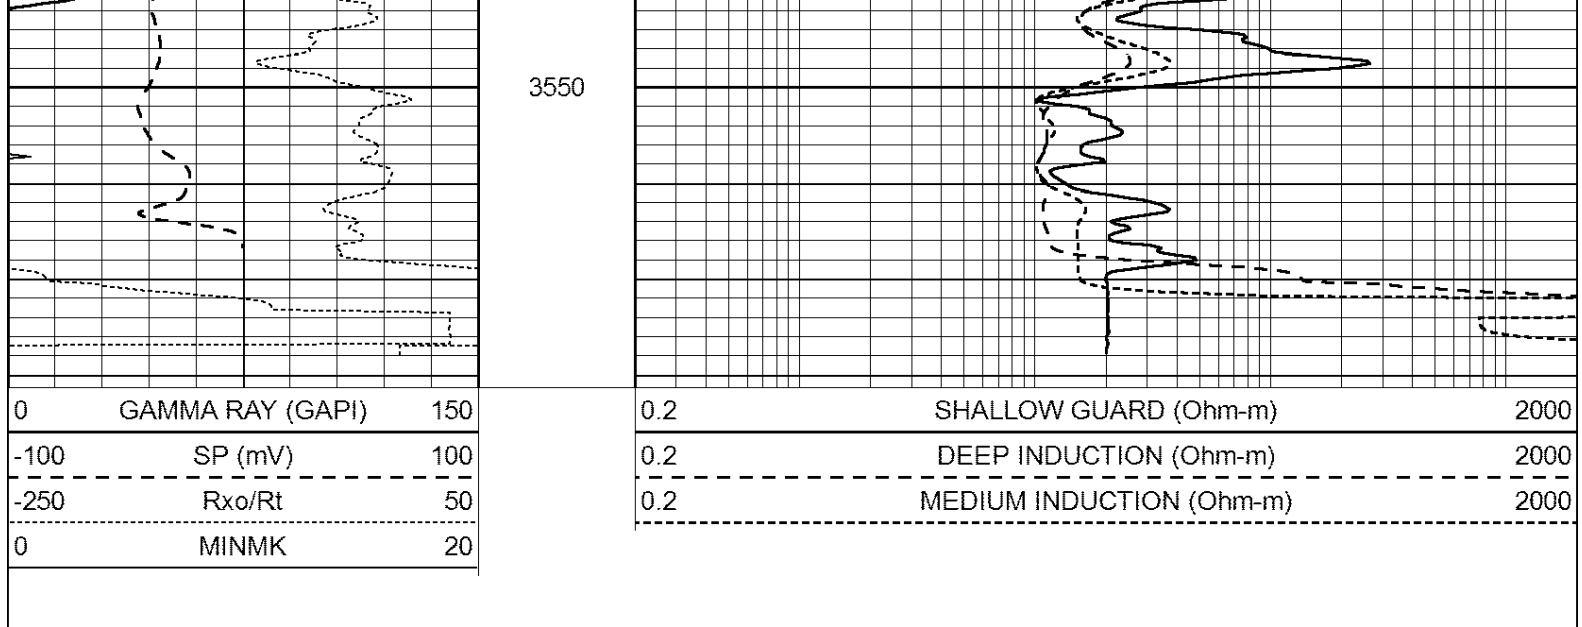 3550
0 GAMMA RAY (GAPI) 150
0.2 SHALLOW GUARD (Ohm-m) 2000
-100 SP (mV) 100
0.2 DEEP INDUCTION (Ohm-m) 2000
-250 Rxo/Rt 50
0.2 MEDIUM INDUCTION (Ohm-m) 2000
0 MINMK 20